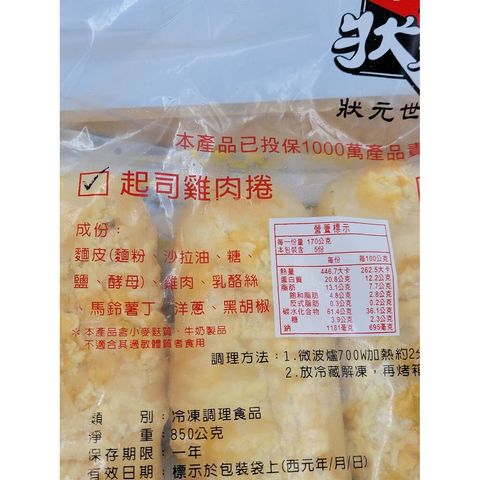 狀
狀元世
本產品已投保1000萬產品責
☑ 起司雞肉捲
成份：
麵皮(麵粉、沙拉油、糖、
鹽、酵母)、雞肉、乳酪絲
、馬鈴薯丁、洋蔥、黑胡椒
※本產品含小麥麩質、牛奶製品
不適合其過敏體質者食用
營養標示
每一份量 170公克
本包裝含 5份
每份 每100公克
熱量 446.7大卡 262.5大卡
蛋白質 20.8公克 12.2公克
脂肪 13.1公克 7.7公克
飽和脂肪 4.8公克 2.8公克
反式脂肪 0.3公克 0.2公克
碳水化合物 61.4公克 36.1公克
糖 3.9公克 2.3公克
鈉 1181毫克 695毫克
調理方法：1.微波爐700W加熱約2分
2.放冷藏解凍，再烤箱
類 別：冷凍調理食品
淨 重：850公克
保存期限：一年
有效日期：標示於包裝袋上(西元年/月/日)